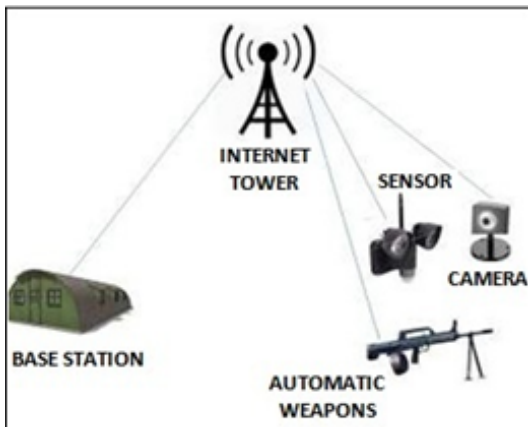 INTERNET
TOWER
SENSOR
CAMERA
BASE STATION
AUTOMATIC
WEAPONS